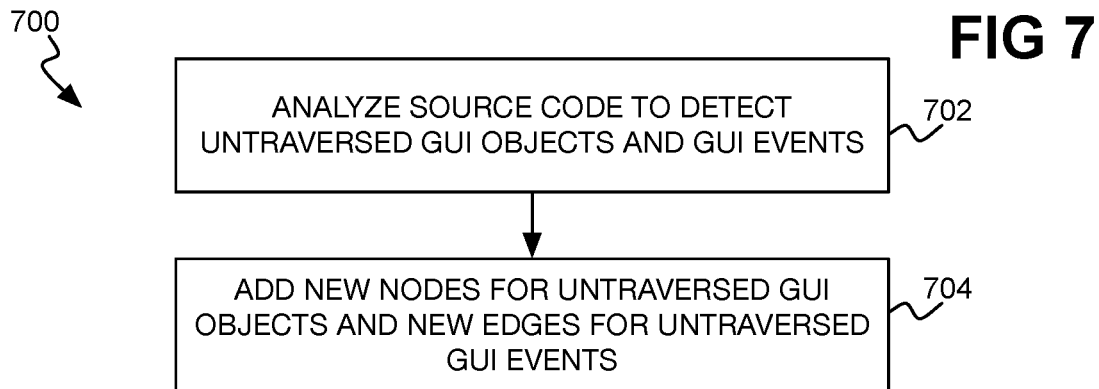 700
FIG 7
ANALYZE SOURCE CODE TO DETECT
UNTRAVERSED GUI OBJECTS AND GUI EVENTS
702
ADD NEW NODES FOR UNTRAVERSED GUI
OBJECTS AND NEW EDGES FOR UNTRAVERSED
GUI EVENTS
704